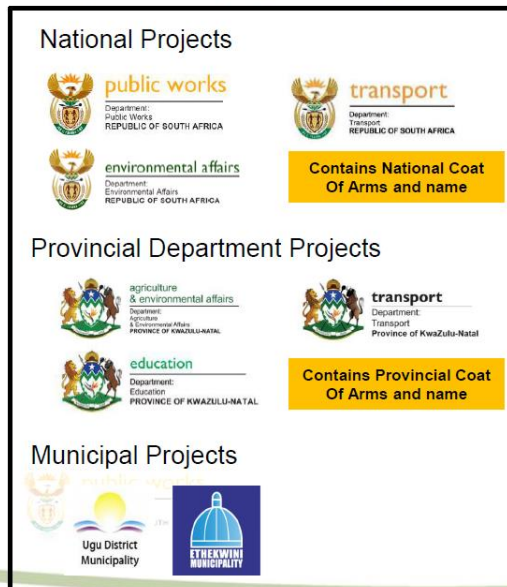 National Projects
public works
Department:
Public Works
REPUBLIC OF SOUTH AFRICA
transport
Department:
Transport
REPUBLIC OF SOUTH AFRICA
environmental affairs
Department:
Environmental Affairs
REPUBLIC OF SOUTH AFRICA
Contains National Coat
Of Arms and name
Provincial Department Projects
agriculture
& environmental affairs
Department:
Agriculture
& Environmental Affairs
PROVINCE OF KWAZULU-NATAL
transport
Department:
Transport
Province of KwaZulu-Natal
education
Department:
Education
PROVINCE OF KWAZULU-NATAL
Contains Provincial Coat
Of Arms and name
Municipal Projects
public works
Ugu District
Municipality
ETHEKWINI
MUNICIPALITY